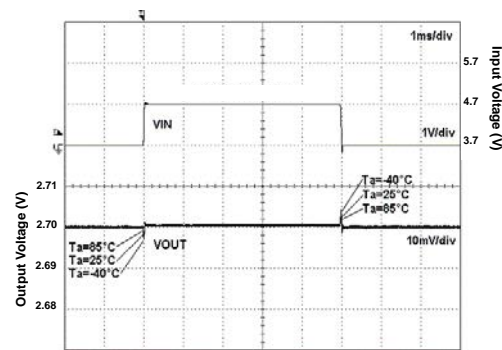 1ms/div
5.7
4.7
VIN
1V/div
3.7
Input Voltage (V)
Ta=-40°C
Ta=25°C
Ta=85°C
2.71
2.70
2.69
2.68
Output Voltage (V)
Ta=85°C
Ta=25°C
Ta=-40°C
VOUT
10mV/div